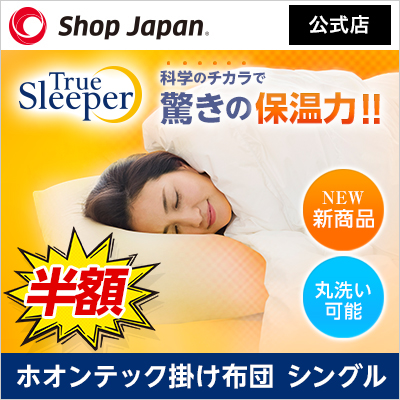 Shop Japan®
公式店
True
Sleeper
科学のチカラで
驚きの保温力!!
NEW
新商品
半額
丸洗い
可能
ホオンテック掛け布団 シングル